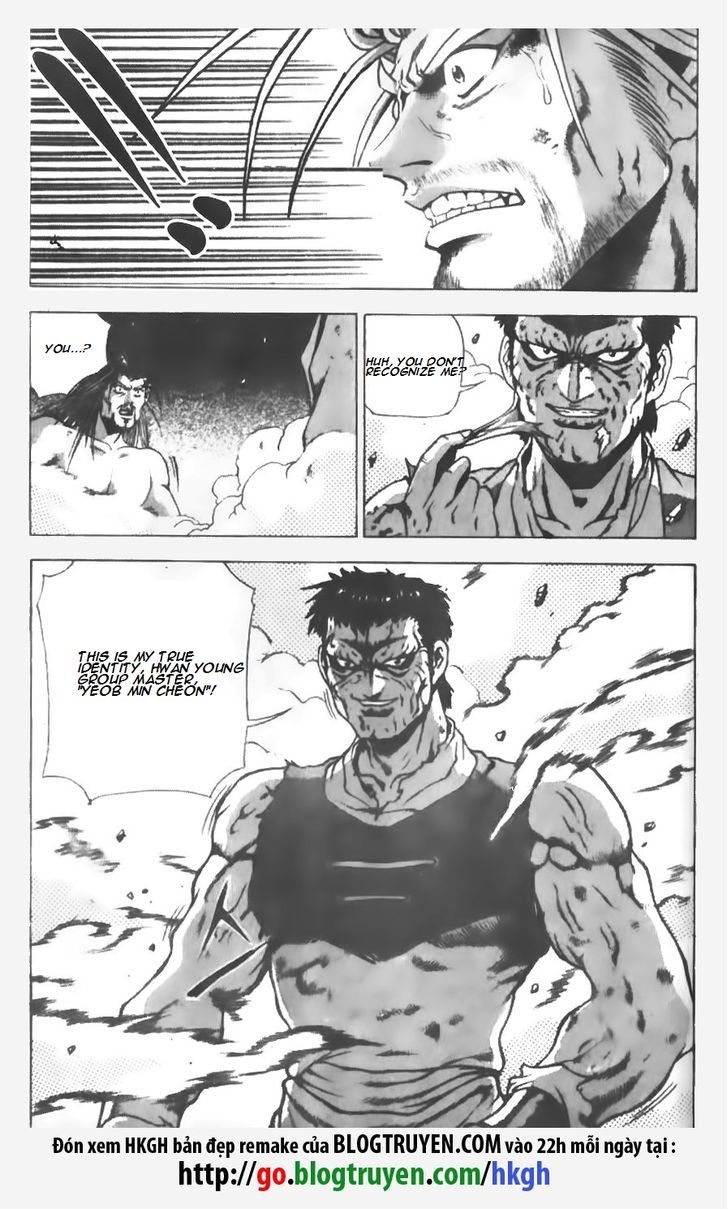 YOU...?
HUH, YOU DON'T
RECOGNIZE ME?
THIS IS MY TRUE
IDENTITY, HWAN YOUNG
GROUP MASTER,
"YEOB MIN CHEON"!
Đón xem HKGH bản đẹp remake của BLOGTRUYEN.COM vào 22h mỗi ngày tại :
http://go.blogtruyen.com/hkgh